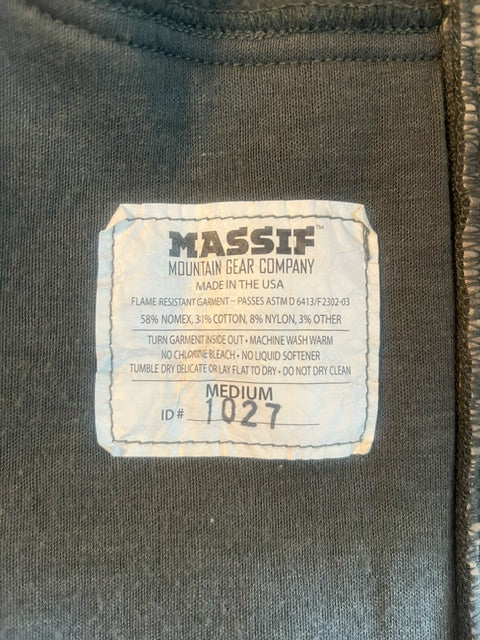 MASSIF™
MOUNTAIN GEAR COMPANY
MADE IN THE USA
FLAME RESISTANT GARMENT -- PASSES ASTM D 6413/F2302-03
58% NOMEX, 31% COTTON, 8% NYLON, 3% OTHER
TURN GARMENT INSIDE OUT • MACHINE WASH WARM
NO CHLORINE BLEACH • NO LIQUID SOFTENER
TUMBLE DRY DELICATE OR LAY FLAT TO DRY • DO NOT DRY CLEAN
MEDIUM
ID # 1027